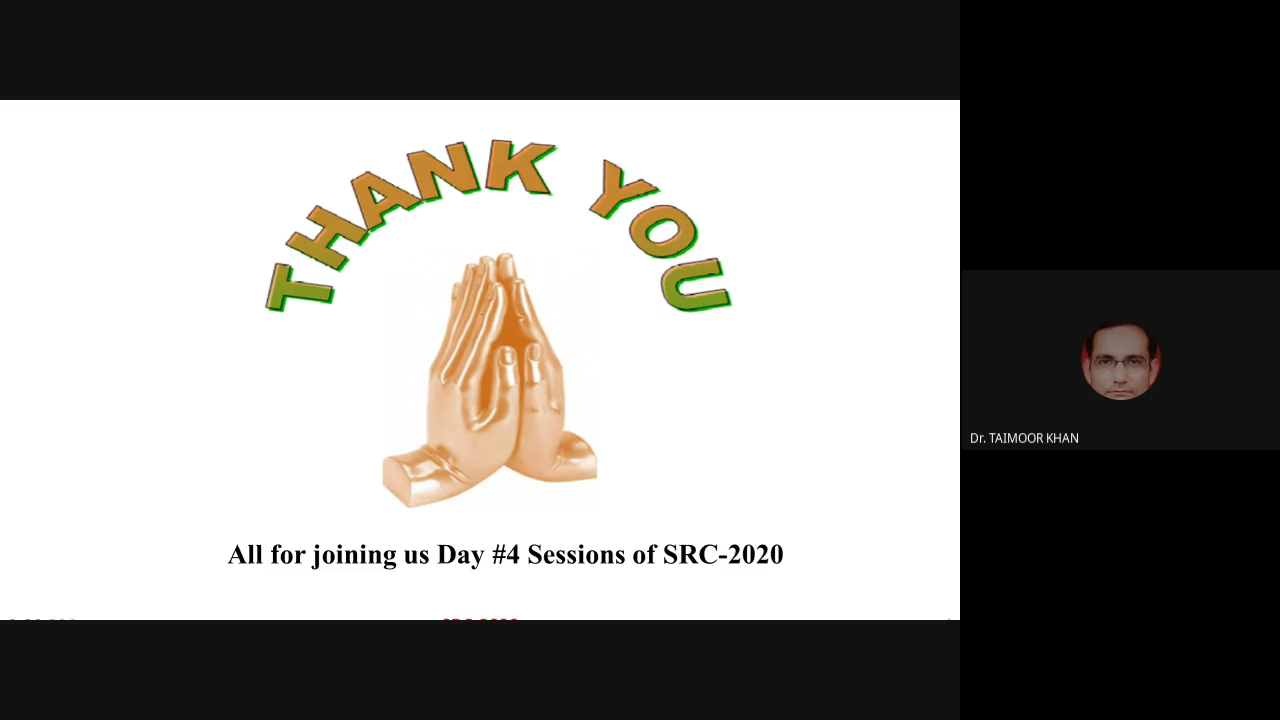 THANK YOU
All for joining us Day #4 Sessions of SRC-2020
Dr. TAIMOOR KHAN